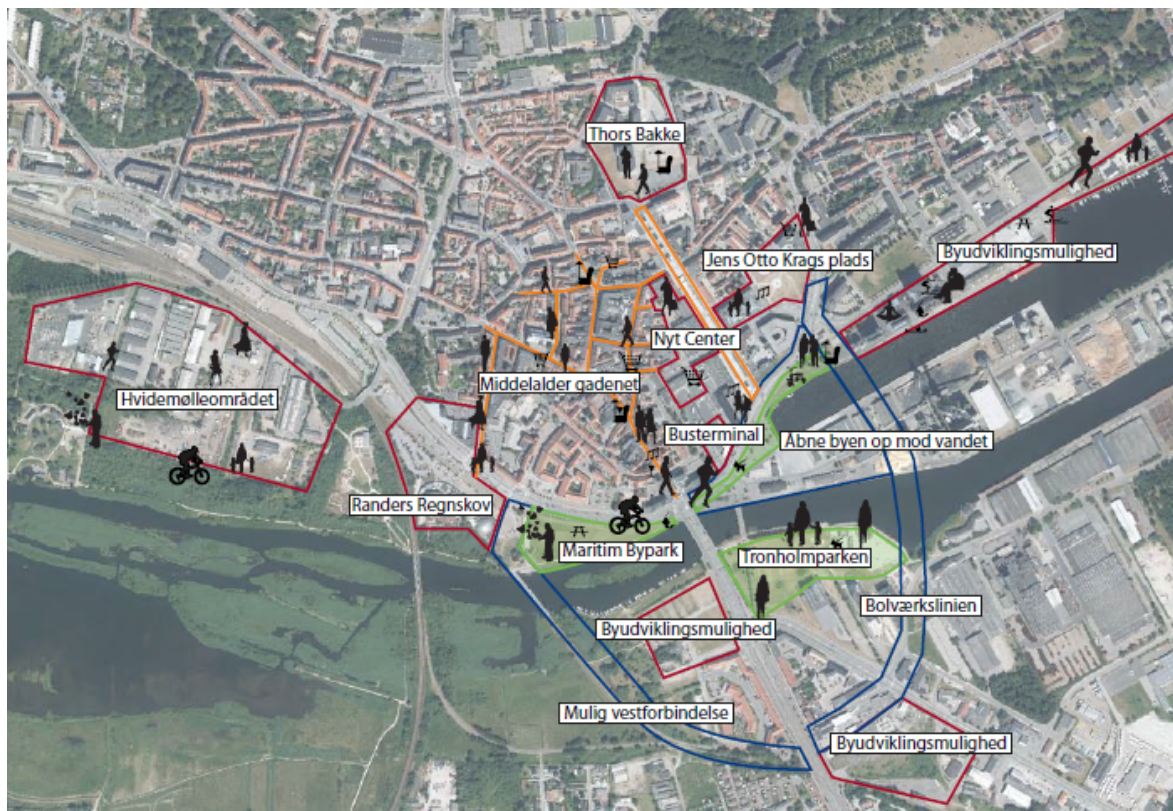 Thors Bakke
Byudviklingsmulighed
Jens Otto Krags plads
Nyt Center
Middelalder gadenet
Hvidemølleområdet
Busterminal
Åbne byen op mod vandet
Randers Regnskov
Maritim Bypark
Tronholmparken
Bolværkslinien
Byudviklingsmulighed
Mulig vestforbindelse
Byudviklingsmulighed